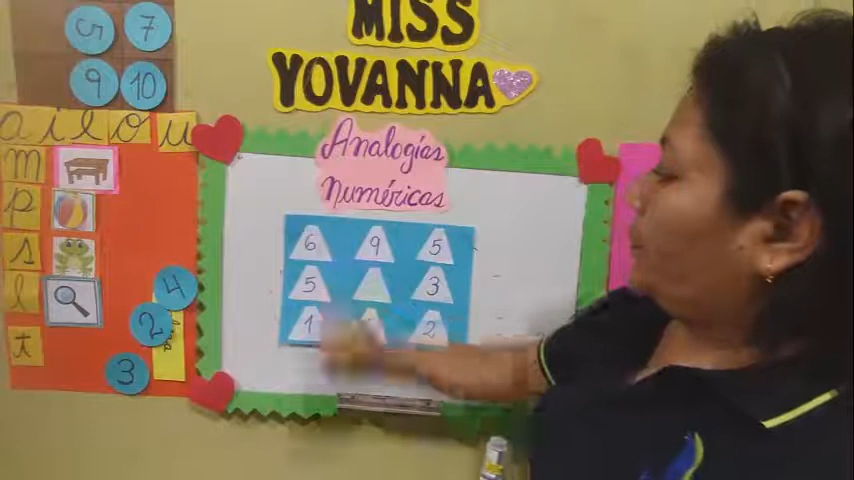 MISS
YOVANNA
Analogías
Numéricas
5 7
9 10
a i e o u
m
p
s
l
t
4
2
3
6 9 5
5 3
1 2